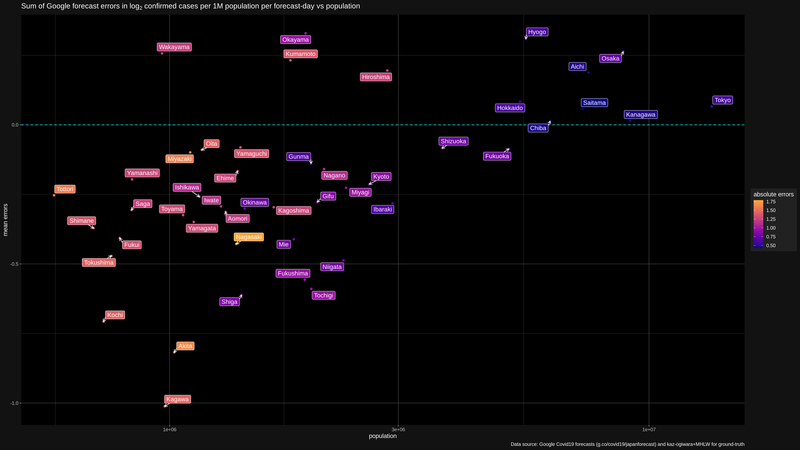 Sum of Google forecast errors in log2 confirmed cases per 1M population per forecast-day vs population
Hyogo
Okayama
Wakayama
Kumamoto
Osaka
Aichi
Hiroshima
Tokyo
Saitama
Hokkaido
Kanagawa
0.0
Chiba
Shizuoka
Oita
Yamaguchi
Gunma
Fukuoka
Miyazaki
Yamanashi
Nagano
Kyoto
Ehime
Tottori
Ishikawa
Miyagi
absolute errors
1.75
1.50
1.25
1.00
0.75
0.50
Saga
Iwate
Okinawa
Gifu
Toyama
Kagoshima
Ibaraki
mean errors
Shimane
Aomori
Yamagata
Fukui
Nagasaki
Mie
-0.5
Tokushima
Niigata
Fukushima
Shiga
Tochigi
Kochi
Akita
Kagawa
-1.0
1e+06
3e+06
1e+07
population
Data source: Google Covid19 forecasts (g.co/covid19/japanforecast) and kaz-ogiwara+MHLW for ground-truth